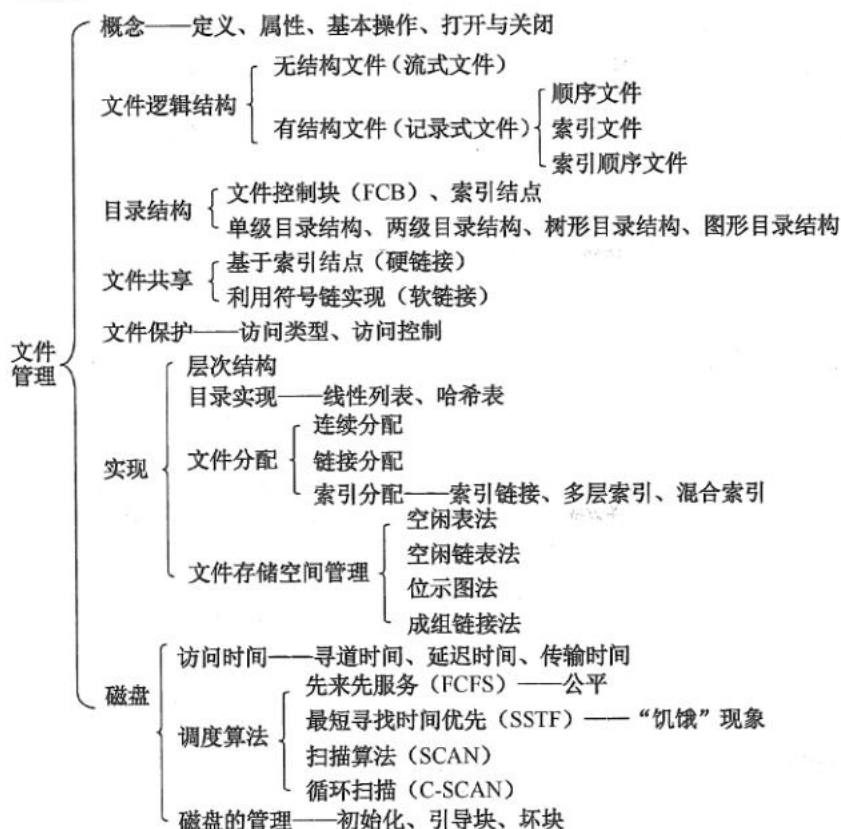 概念——定义、属性、基本操作、打开与关闭
无结构文件（流式文件）
文件逻辑结构
顺序文件
有结构文件（记录式文件）
索引文件
索引顺序文件
目录结构
文件控制块（FCB）、索引结点
单级目录结构、两级目录结构、树形目录结构、图形目录结构
文件共享
基于索引结点（硬链接）
利用符号链实现（软链接）
文件保护——访问类型、访问控制
文件
管理
层次结构
目录实现——线性列表、哈希表
实现
文件分配
连续分配
链接分配
索引分配——索引链接、多层索引、混合索引
文件存储空间管理
空闲表法
空闲链表法
位示图法
成组链接法
磁盘
访问时间——寻道时间、延迟时间、传输时间
调度算法
先来先服务（FCFS）——公平
最短寻找时间优先（SSTF）——“饥饿”现象
扫描算法（SCAN）
循环扫描（C-SCAN）
磁盘的管理——初始化、引导块、坏块